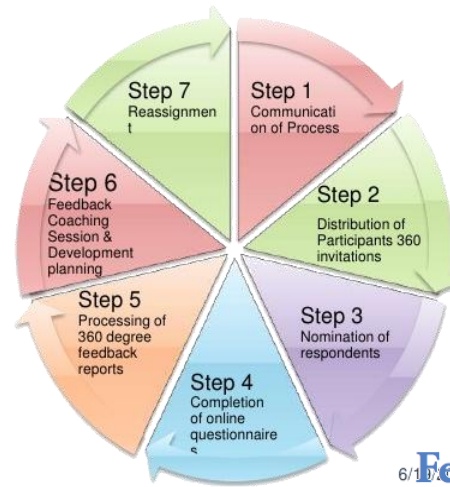 Step 1
Communicati
on of Process
Step 2
Distribution of
Participants 360
invitations
Step 3
Nomination of
respondents
Step 4
Completion
of online
questionnaire
s
Step 5
Processing of
360 degree
feedback
reports
Step 6
Feedback
Coaching
Session &
Development
planning
Step 7
Reassignmen
t